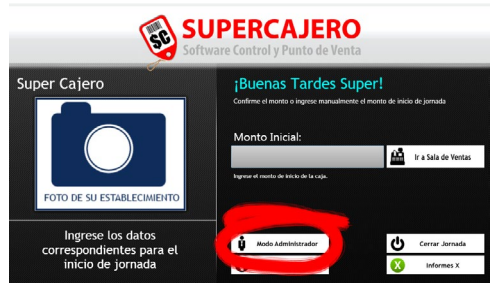 SC
SUPERCAJERO
Software Control y Punto de Venta
Super Cajero
FOTO DE SU ESTABLECIMIENTO
Ingrese los datos
correspondientes para el
inicio de jornada
¡Buenas Tardes Super!
Confirme el monto o ingrese manualmente el monto de inicio de jornada
Monto Inicial:
Ir a Sala de Ventas
Ingrese el monto de inicio de la caja.
Modo Administrador
Cerrar Jornada
X
Informes X